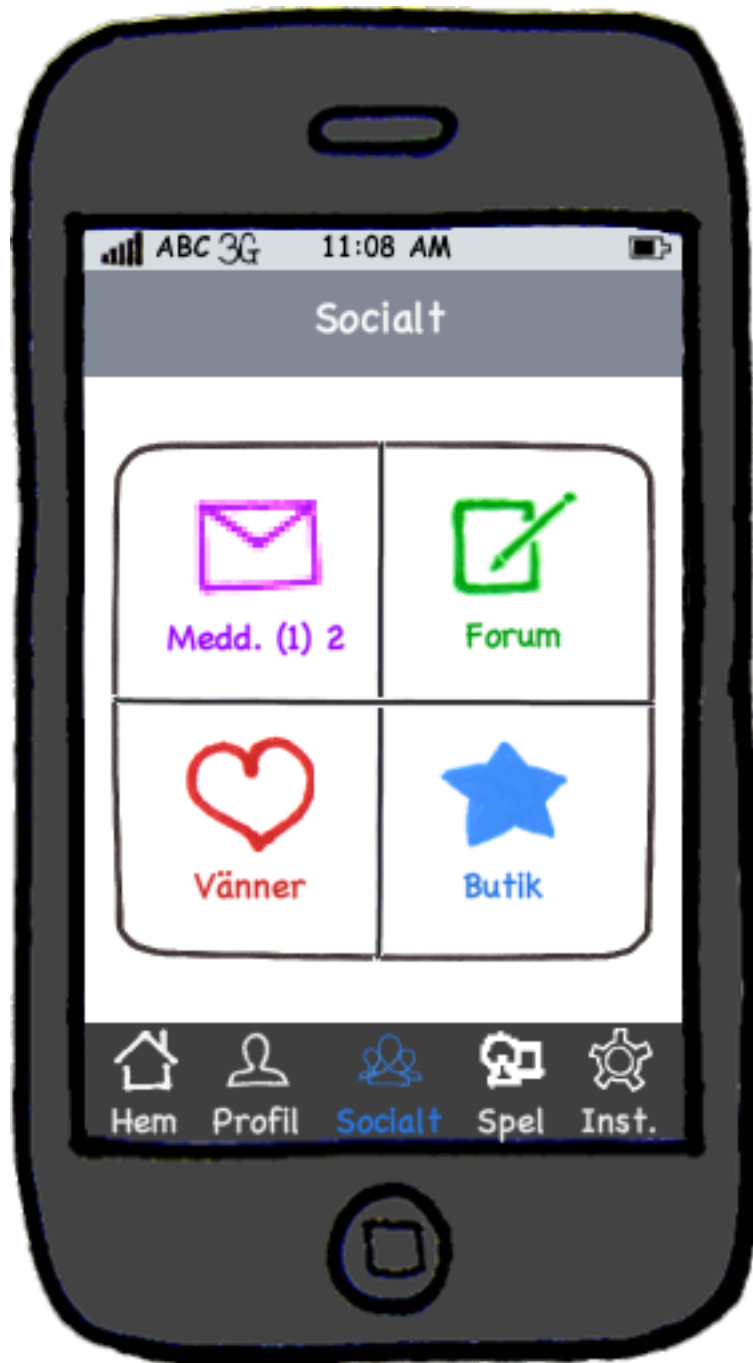 ABC 3G 11:08 AM
Socialt
Medd. (1) 2 Forum
Vänner Butik
Hem Profil Socialt Spel Inst.